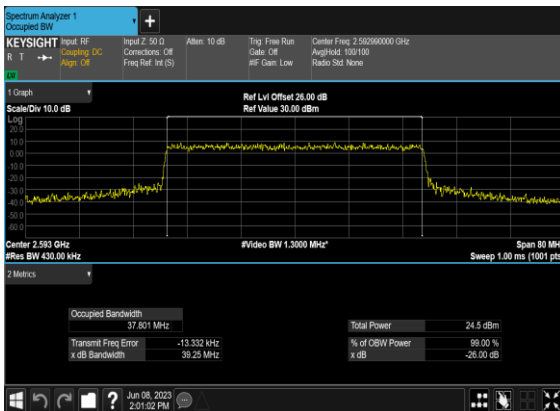 Spectrum Analyzer 1
Occupied BW
KEYSIGHT
R T
LV
Input: RF
Coupling: DC
Align: Off
Input Z: 50 Ω
Corrections: Off
Freq Ref: Int (S)
Atten: 10 dB
Trig: Free Run
Gate: Off
#IF Gain: Low
Center Freq: 2.592990000 GHz
Avg|Hold: 100/100
Radio Std: None
1 Graph
Scale/Div 10.0 dB
Ref Lvl Offset 26.00 dB
Ref Value 30.00 dBm
Log
20.0
10.0
0.00
-10.0
-20.0
-30.0
-40.0
-50.0
-60.0
Center 2.593 GHz
#Res BW 430.00 kHz
#Video BW 1.3000 MHz*
Span 80 MH
Sweep 1.00 ms (1001 pts
2 Metrics
Occupied Bandwidth
37.801 MHz
Transmit Freq Error -13.332 kHz
x dB Bandwidth 39.25 MHz
Total Power 24.5 dBm
% of OBW Power 99.00 %
x dB -26.00 dB
Jun 08, 2023
2:01:02 PM